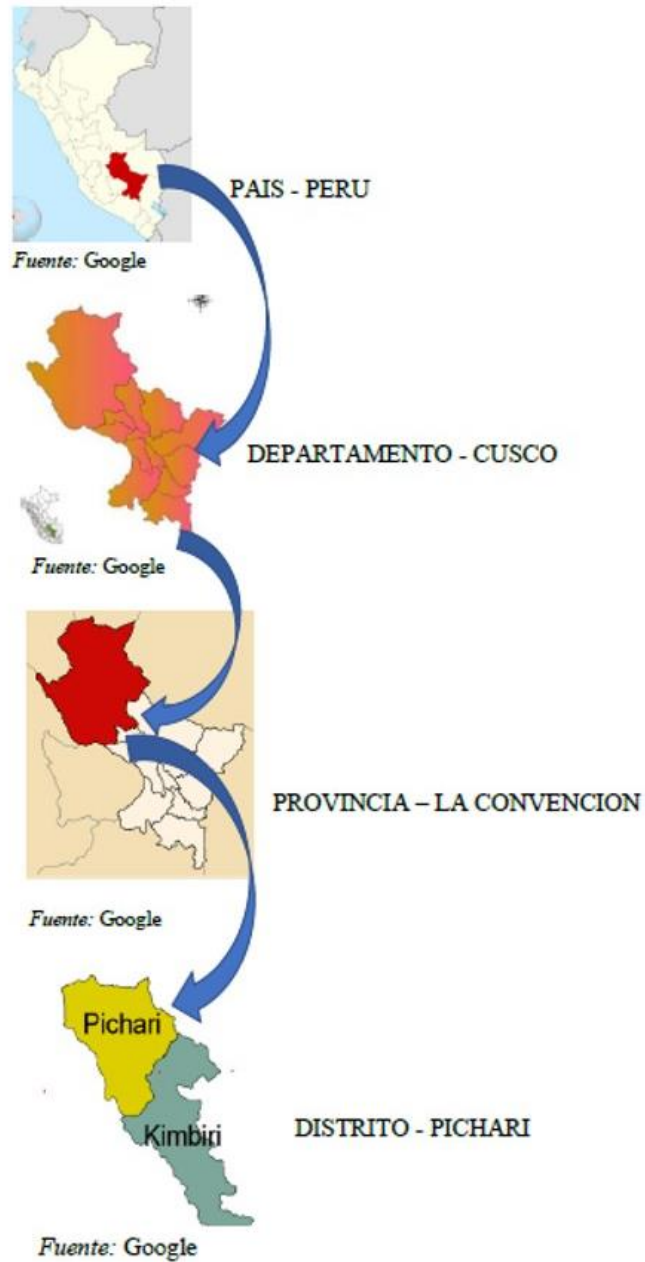 PAIS - PERU
Fuente: Google
DEPARTAMENTO - CUSCO
Fuente: Google
PROVINCIA – LA CONVENCION
Fuente: Google
Pichari
Kimbiri
DISTRITO - PICHARI
Fuente: Google